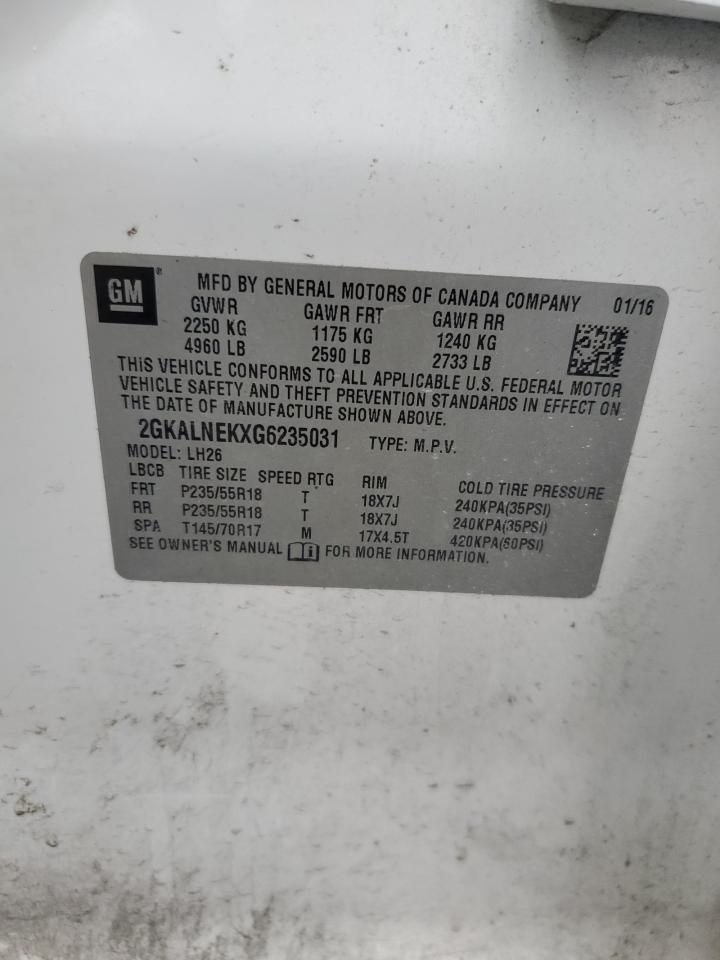 GM ® MFD BY GENERAL MOTORS OF CANADA COMPANY 01/16
GVWR GAWR FRT GAWR RR
2250 KG 1175 KG 1240 KG
4960 LB 2590 LB 2733 LB
THIS VEHICLE CONFORMS TO ALL APPLICABLE U.S. FEDERAL MOTOR
VEHICLE SAFETY AND THEFT PREVENTION STANDARDS IN EFFECT ON
THE DATE OF MANUFACTURE SHOWN ABOVE.
2GKALNEKXG6235031 TYPE: M.P.V.
MODEL: LH26
LBCB TIRE SIZE SPEED RTG RIM COLD TIRE PRESSURE
FRT P235/55R18 T 18X7J 240KPA(35PSI)
RR P235/55R18 T 18X7J 240KPA(35PSI)
SPA T145/70R17 M 17X4.5T 420KPA(60PSI)
SEE OWNER'S MANUAL i FOR MORE INFORMATION.